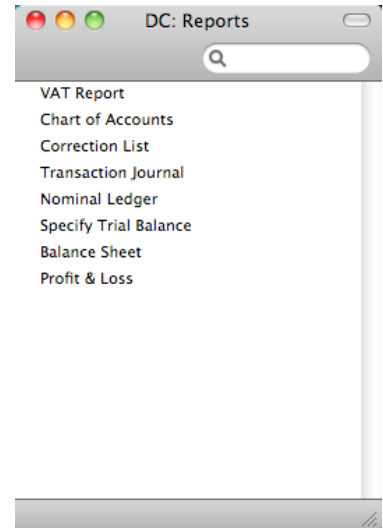 DC: Reports
VAT Report
Chart of Accounts
Correction List
Transaction Journal
Nominal Ledger
Specify Trial Balance
Balance Sheet
Profit & Loss